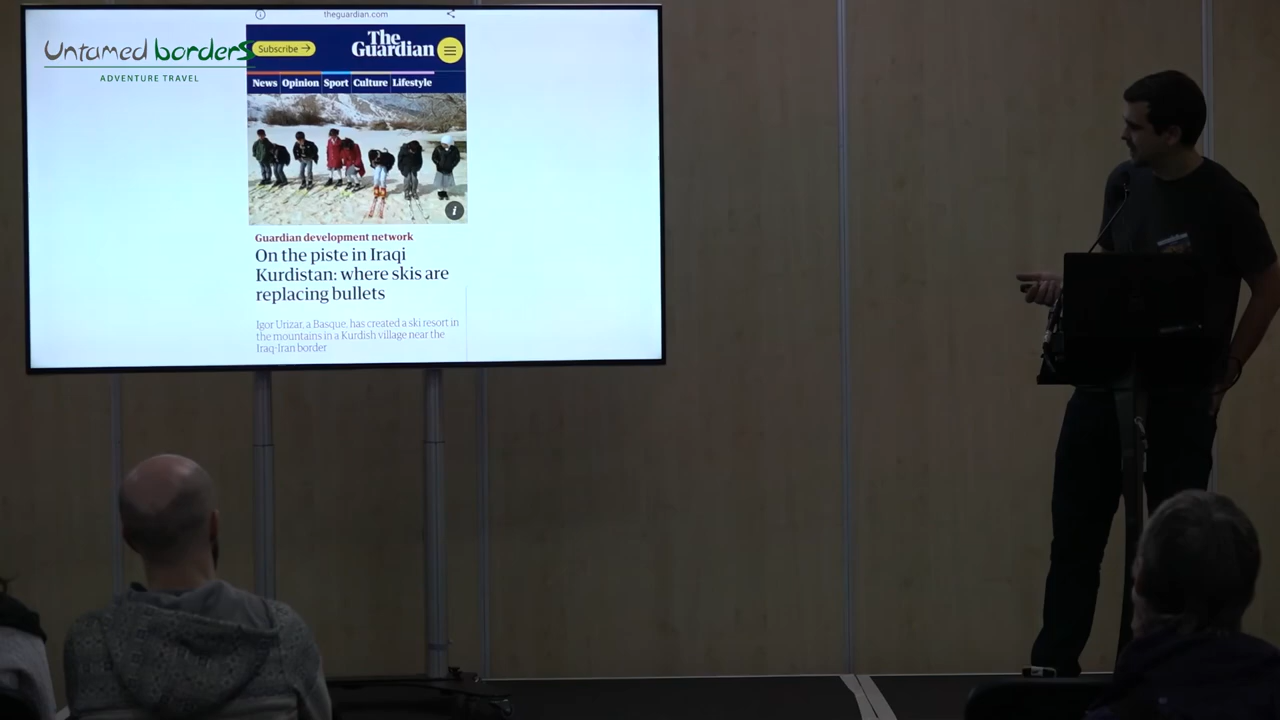 theguardian.com
Untamed borders
ADVENTURE TRAVEL
Subscribe →
The
Guardian
News Opinion Sport Culture Lifestyle
i
Guardian development network
On the piste in Iraqi
Kurdistan: where skis are
replacing bullets
Igor Urizar, a Basque, has created a ski resort in
the mountains in a Kurdish village near the
Iraq-Iran border